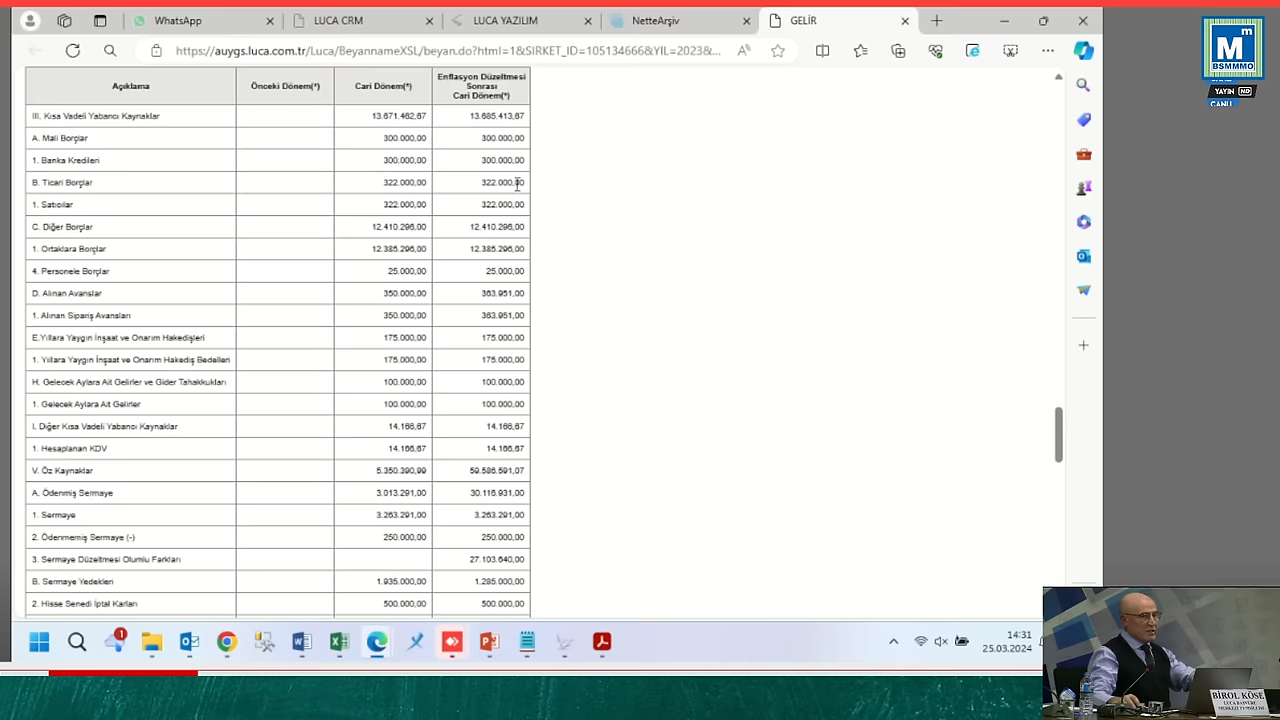 WhatsApp
LUCA CRM
LUCA YAZILIM
NetteArşiv
GELİR
https://auygs.luca.com.tr/Luca/BeyannameXSL/beyan.do?html=1&SIRKET_ID=105134666&YIL=2023&...
Açıklama Önceki Dönem(*) Cari Dönem(*) Enflasyon Düzeltmesi
Sonrası
Cari Dönem(*)
III. Kısa Vadeli Yabancı Kaynaklar 13.671.462,67 13.685.413,67
A. Mali Borçlar 300.000,00 300.000,00
1. Banka Kredileri 300.000,00 300.000,00
B. Ticari Borçlar 322.000,00 322.000,00
1. Satıcılar 322.000,00 322.000,00
C. Diğer Borçlar 12.410.296,00 12.410.296,00
1. Ortaklara Borçlar 12.385.296,00 12.385.296,00
4. Personele Borçlar 25.000,00 25.000,00
D. Alınan Avanslar 350.000,00 363.951,00
1. Alınan Sipariş Avansları 350.000,00 363.951,00
E.Yıllara Yaygın İnşaat ve Onarım Hakedişleri 175.000,00 175.000,00
1. Yıllara Yaygın İnşaat ve Onarım Hakediş Bedelleri 175.000,00 175.000,00
H. Gelecek Aylara Ait Gelirler ve Gider Tahakkukları 100.000,00 100.000,00
1. Gelecek Aylara Ait Gelirler 100.000,00 100.000,00
I. Diğer Kısa Vadeli Yabancı Kaynaklar 14.166,67 14.166,67
1. Hesaplanan KDV 14.166,67 14.166,67
V. Öz Kaynaklar 5.350.390,99 59.586.591,07
A. Ödenmiş Sermaye 3.013.291,00 30.116.931,00
1. Sermaye 3.263.291,00 3.263.291,00
2. Ödenmemiş Sermaye (-) 250.000,00 250.000,00
3. Sermaye Düzeltmesi Olumlu Farkları 27.103.640,00
B. Sermaye Yedekleri 1.935.000,00 1.285.000,00
2. Hisse Senedi İptal Karları 500.000,00 500.000,00
14:31
25.03.2024
M m
BSMMMO
YAYIN HD
CANLI
BİROL KÖSE